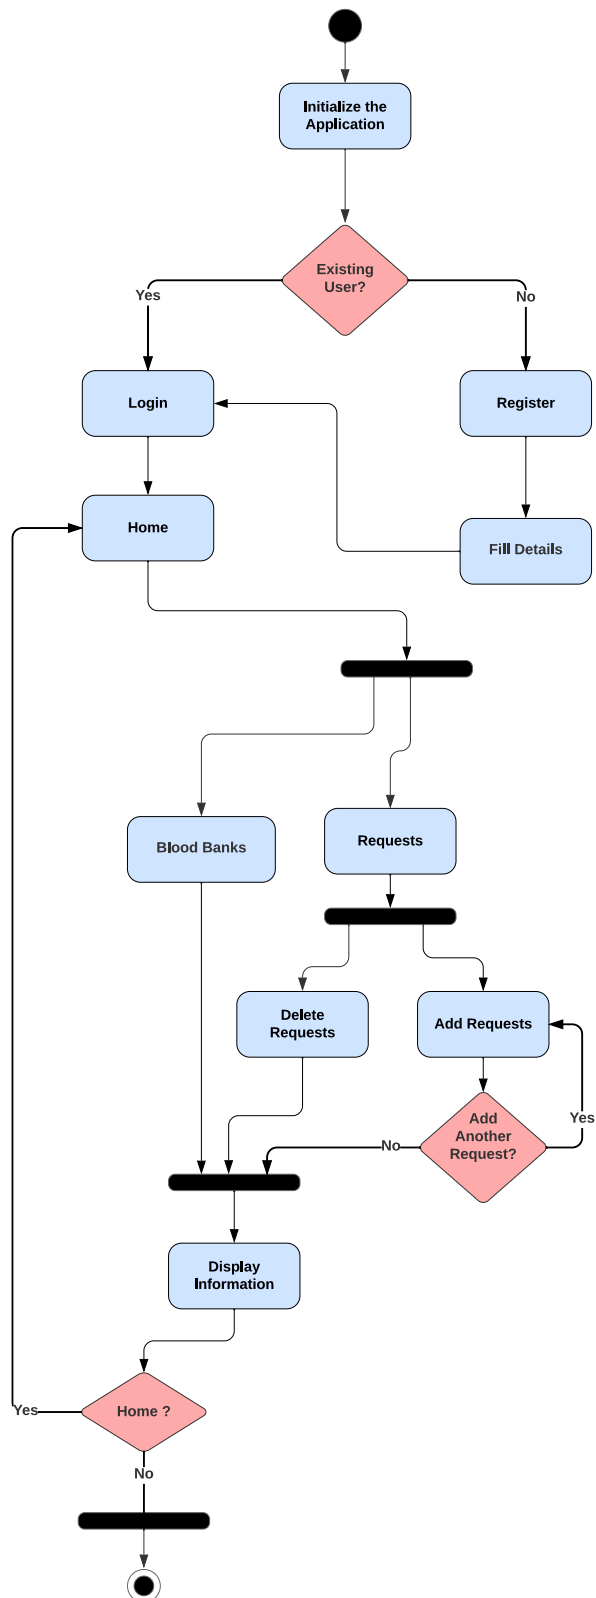 Initialize the
Application
Existing
User?
Yes
No
Login
Register
Home
Fill Details
Blood Banks
Requests
Delete
Requests
Add Requests
Add
Another
Request?
Yes
No
Display
Information
Home ?
Yes
No